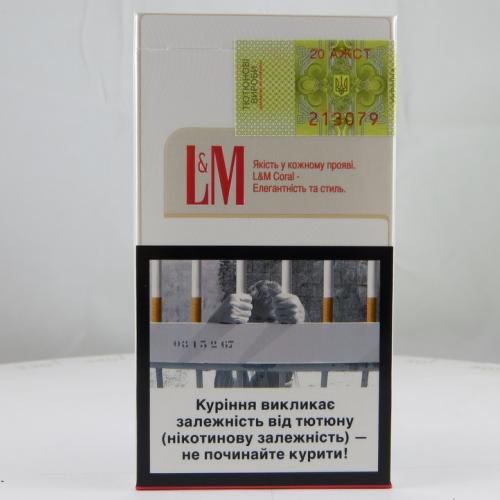 ТЮТЮНОВІ
ВИРОБИ
20 АЖСТ
213079
L&M
Якість у кожному прояві.
L&M Coral -
Елегантність та стиль.
0815267
Куріння викликає
залежність від тютюну
(нікотинову залежність) —
не починайте курити!